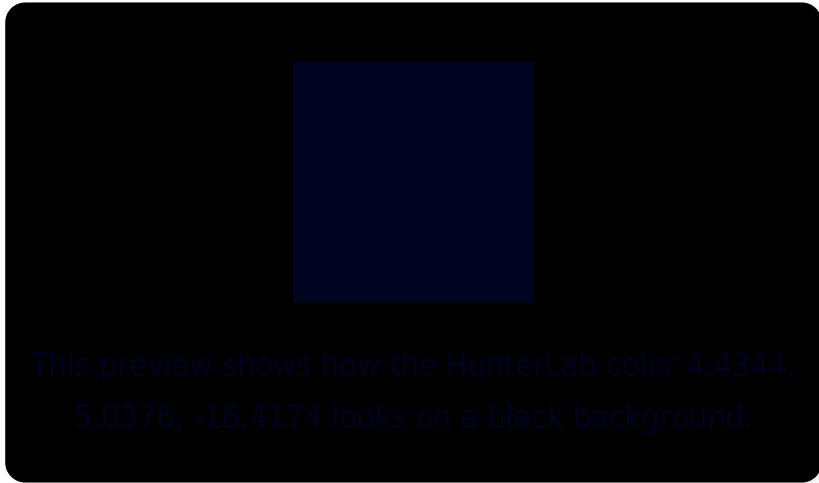 This preview shows how the HunterLab color 4.4344,
5.0376, -16.4174 looks on a black background.